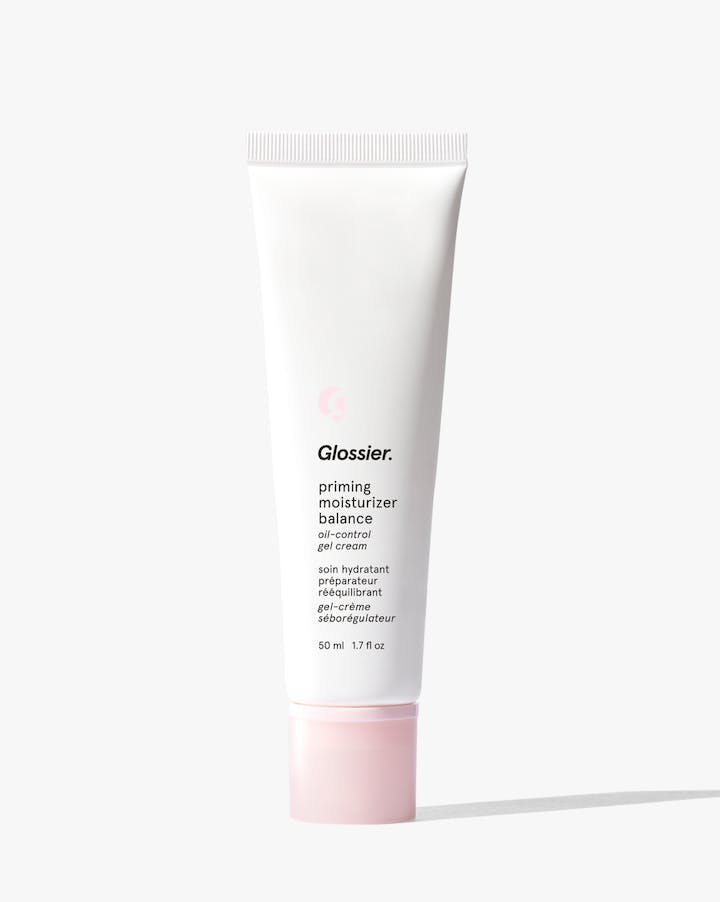 G
Glossier.
priming
moisturizer
balance
oil-control
gel cream
soin hydratant
préparateur
rééquilibrant
gel-crème
séborégulateur
50 ml 1.7 fl oz